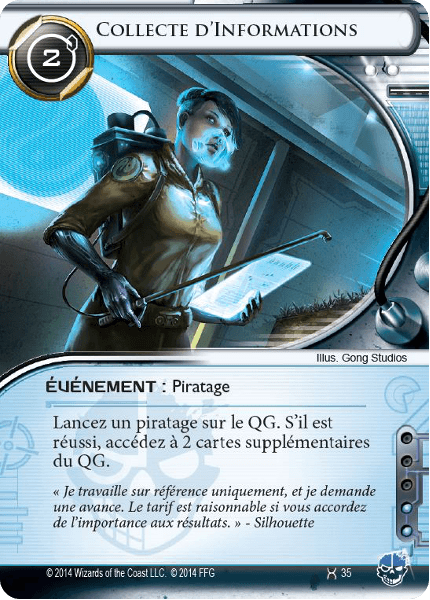 Collecte d'Informations
2
Illus. Gong Studios
ÉVÉNEMENT : Piratage
Lancez un piratage sur le QG. S'il est
réussi, accédez à 2 cartes supplémentaires
du QG.
« Je travaille sur référence uniquement, et je demande
une avance. Le tarif est raisonnable si vous accordez
de l'importance aux résultats. » - Silhouette
© 2014 Wizards of the Coast LLC. © 2014 FFG
35